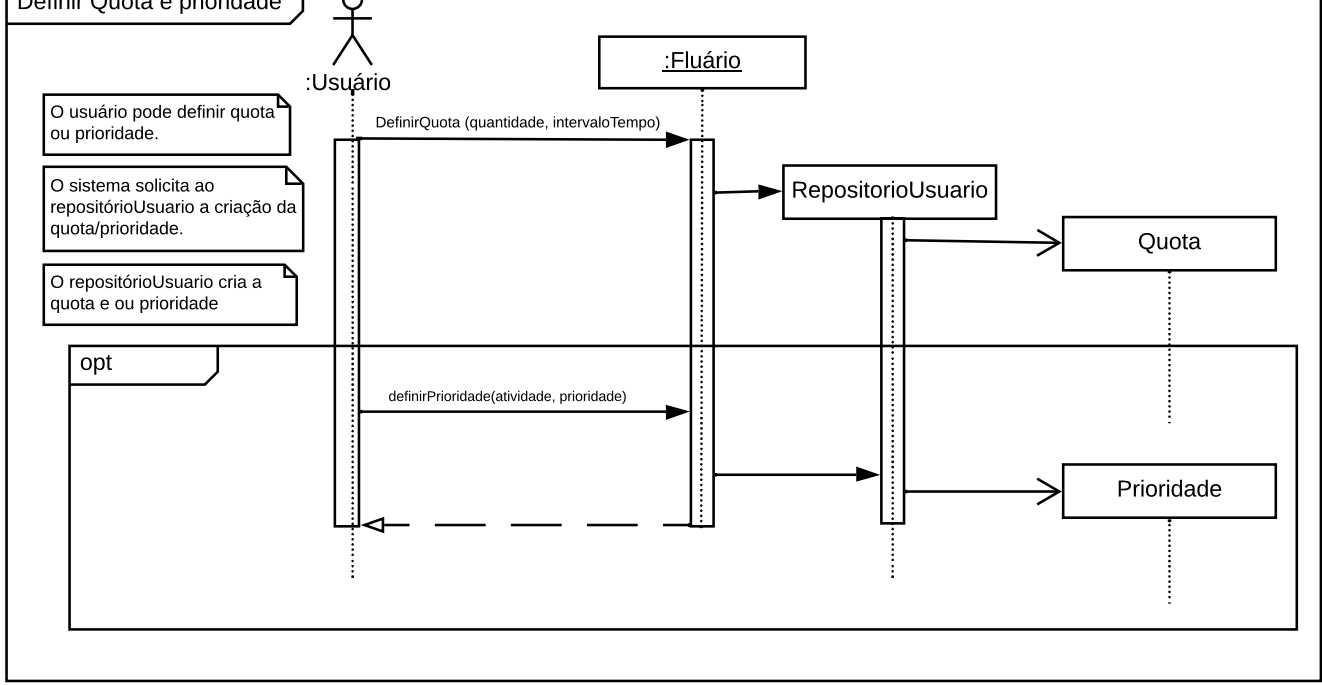 Definir Quota e prioridade
:Usuário
:Fluário
O usuário pode definir quota
ou prioridade.
DefinirQuota (quantidade, intervaloTempo)
O sistema solicita ao
repositórioUsuario a criação da
quota/prioridade.
RepositorioUsuario
Quota
O repositórioUsuario cria a
quota e ou prioridade
opt
definirPrioridade(atividade, prioridade)
Prioridade